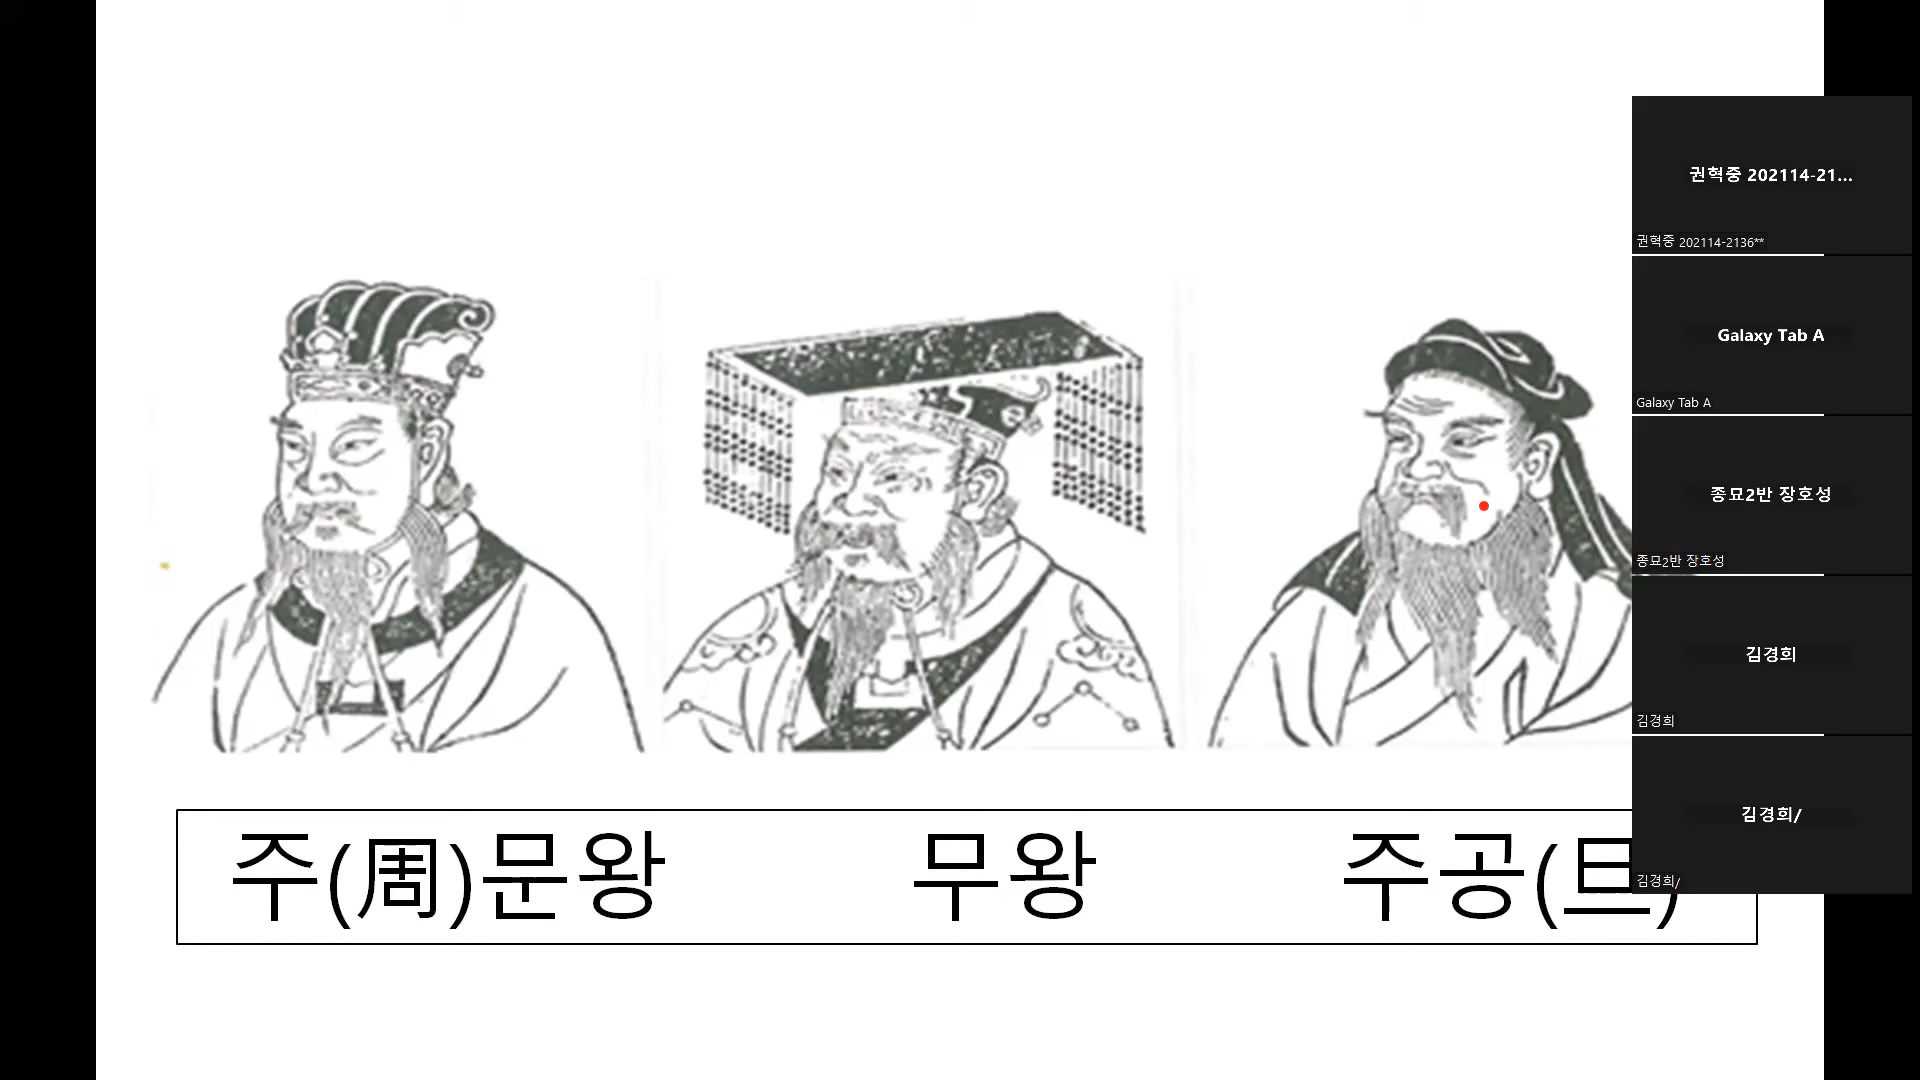 주(周)문왕 무왕 주공(旦)
권혁중 202114-21...
권혁중 202114-2136**
Galaxy Tab A
Galaxy Tab A
종묘2반 장호성
종묘2반 장호성
김경희
김경희
김경희/
김경희/